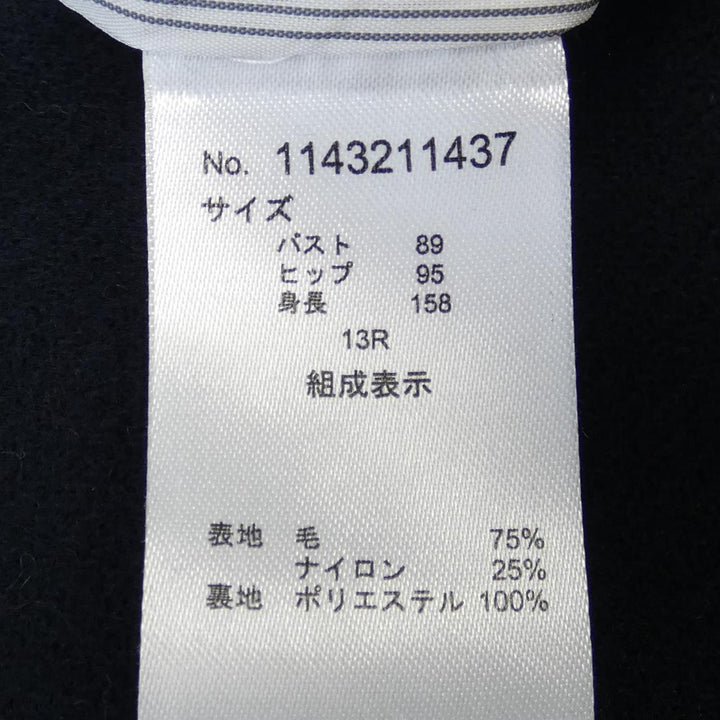 No. 1143211437
サイズ
バスト 89
ヒップ 95
身長 158
13R
組成表示
表地 毛 75%
ナイロン 25%
裏地 ポリエステル 100%